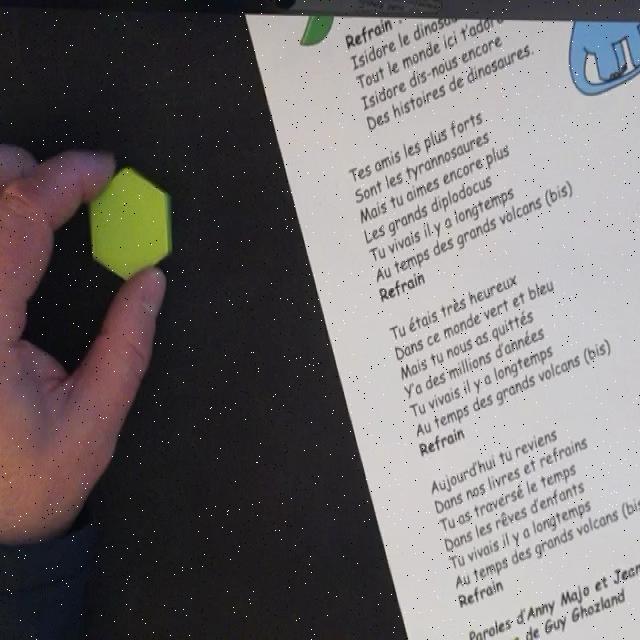 Refrain
Isidore le dinosa
Tout le monde ici t'ador
Isidore dis-nous encore
Des histoires de dinosaures.
Tes amis les plus forts
Sont les tyrannosaures
Mais tu aimes encore plus
Les grands diplodocus
Tu vivais il y a longtemps
Au temps des grands volcans (bis)
Refrain
Tu étais très heureux
Dans ce monde vert et bleu
Mais tu nous as quittés
Y'a des millions d'années
Tu vivais il y a longtemps
Au temps des grands volcans (bis)
Refrain
Aujourd'hui tu reviens
Dans nos livres et refrains
Tu as traversé le temps
Dans les rêves d'enfants
Tu vivais il y a longtemps
Au temps des grands volcans (bis
Refrain
Paroles d'Anny Majo et Jean
de Guy Ghozland